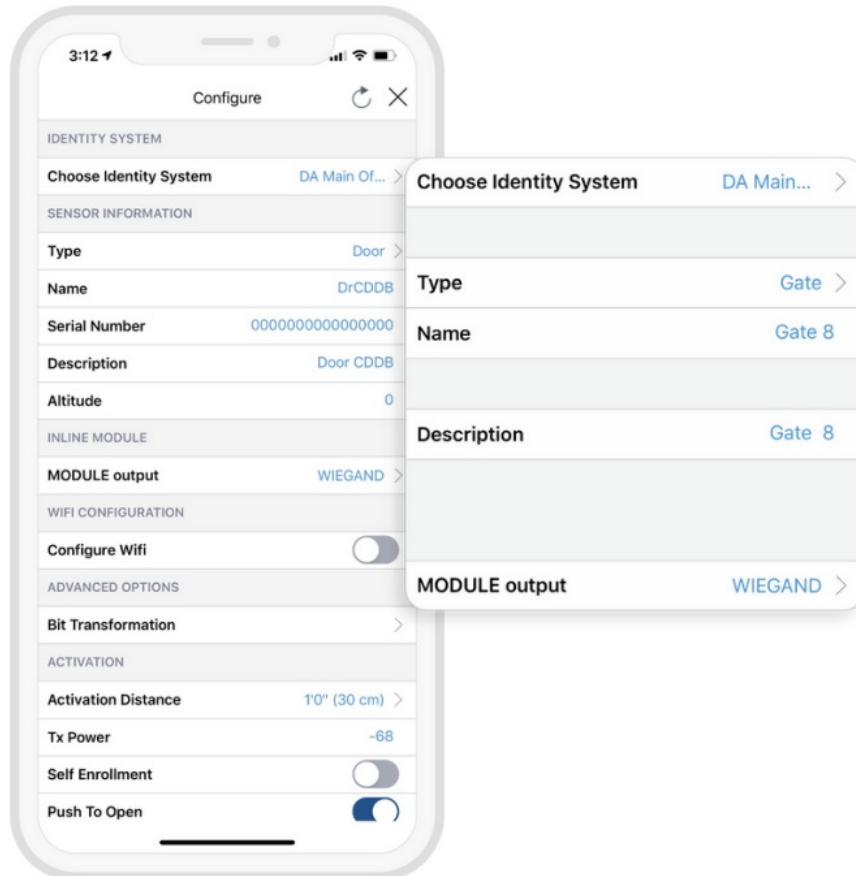 3:12
Configure
IDENTITY SYSTEM
Choose Identity System DA Main Of...
SENSOR INFORMATION
Type Door
Name DrCDDB
Serial Number 0000000000000000
Description Door CDDB
Altitude 0
INLINE MODULE
MODULE output WIEGAND
WIFI CONFIGURATION
Configure Wifi
ADVANCED OPTIONS
Bit Transformation
ACTIVATION
Activation Distance 1'0" (30 cm)
Tx Power -68
Self Enrollment
Push To Open
Choose Identity System DA Main...
Type Gate
Name Gate 8
Description Gate 8
MODULE output WIEGAND